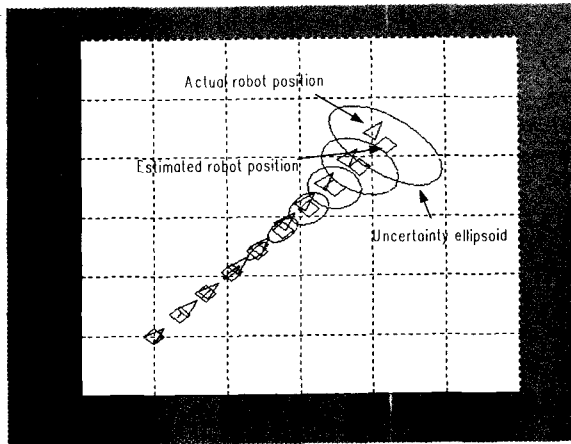 Actual robot position
Estimated robot position
Uncertainty ellipsoid